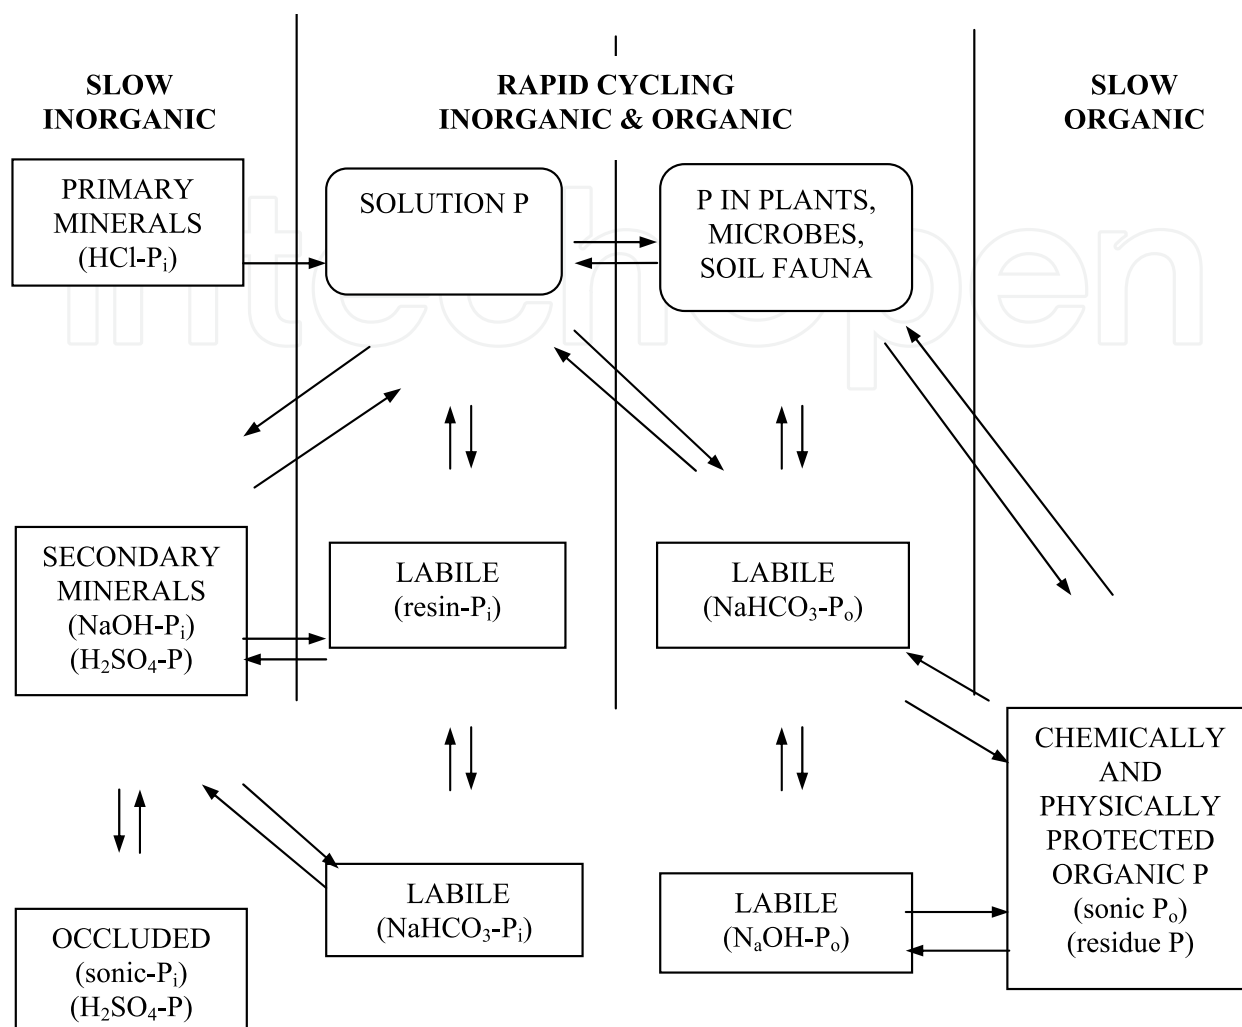 SLOW
INORGANIC
RAPID CYCLING
INORGANIC & ORGANIC
SLOW
ORGANIC
PRIMARY
MINERALS
(HCl-Pᵢ)
SOLUTION P
P IN PLANTS,
MICROBES,
SOIL FAUNA
IntechOpen
SECONDARY
MINERALS
(NaOH-Pᵢ)
(H₂SO₄-P)
LABILE
(resin-Pᵢ)
LABILE
(NaHCO₃-Pₒ)
CHEMICALLY
AND
PHYSICALLY
PROTECTED
ORGANIC P
(sonic Pₒ)
(residue P)
OCCLUDED
(sonic-Pᵢ)
(H₂SO₄-P)
LABILE
(NaHCO₃-Pᵢ)
LABILE
(NₐOH-Pₒ)